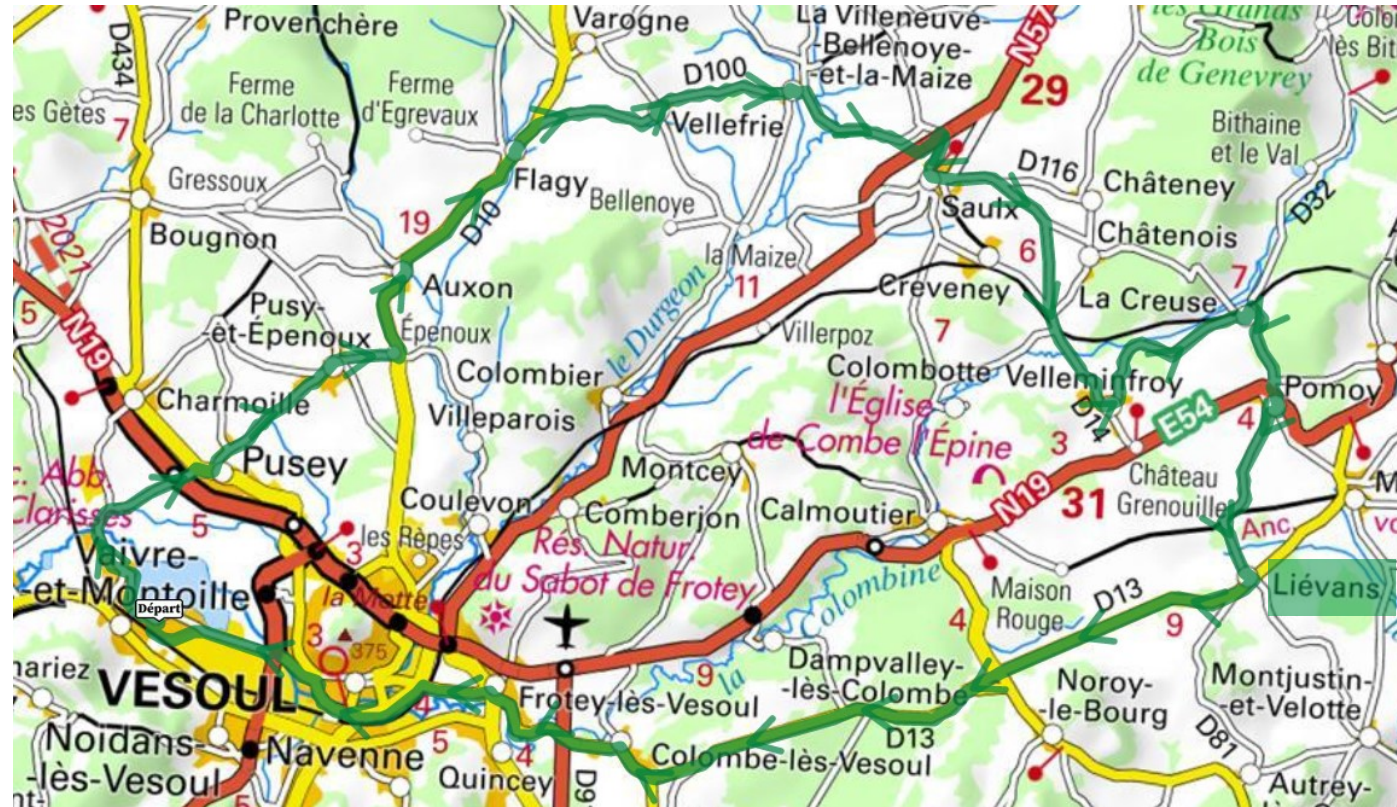 Provenchère
Varogne
La Villeneuve-
-Bellenoye-
-et-la-Maize
N57
les Grands
Bois
de Genevrey
D434
Ferme
de la Charlotte
Ferme
d'Egrevaux
D100
29
es Gètes
7
Vellefrie
Bithaine
et le Val
Gressoux
Flagy
Bellenoye
D116
Châteney
D32
19
D10
Saulx
2021
Bougnon
la Maize
6
Châtenois
5
N19
Auxon
le Durgeon
11
Creveney
La Creuse
7
Pusy-
-et-Épenoux
Épenoux
Villerpoz
7
Colombier
Colombotte
Velleminfroy
Pomoy
Charmoille
Villeparois
l'Église
de Combe l'Épine
D14
3
E54
4
Pusey
Montcey
Château
Grenouille
c. Abb.
Clarisses
5
Coulevon
Comberjon
Calmoutier
N19
31
Anc.
Vaivre-
-et-Montoille
3
les Rêpes
Rés. Natur.
du Sabot de Frotey
Colombine
la
Maison
Rouge
D13
Liévans
Départ
la Motte
3
375
4
9
9
Dampvalley-
-lès-Colombe
VESOUL
4
Frotey-lès-Vesoul
Noroy-
-le-Bourg
Montjustin-
-et-Velotte
Noidans-
-lès-Vesoul
Navenne
5
4
Quincey
D9
Colombe-lès-Vesoul
D13
D81
Autrey-
5